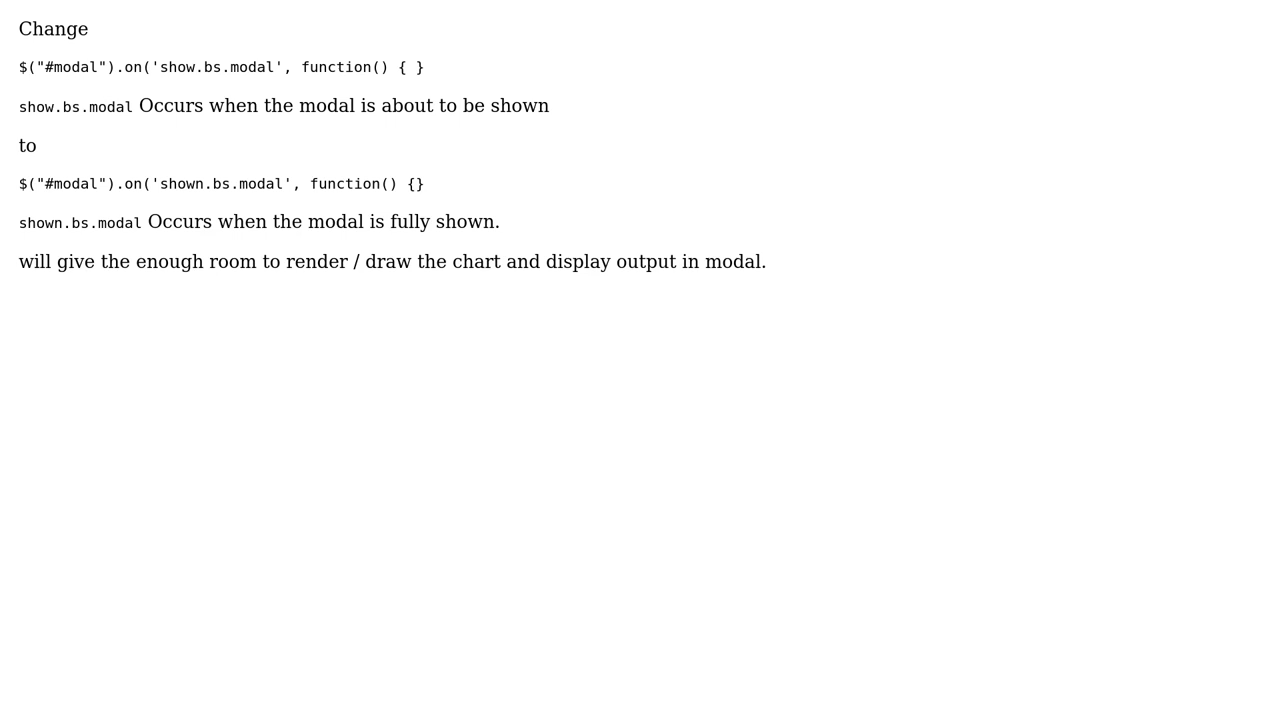 Change
$("#modal").on('show.bs.modal', function() { }
show.bs.modal Occurs when the modal is about to be shown
to
$("#modal").on('shown.bs.modal', function() {}
shown.bs.modal Occurs when the modal is fully shown.
will give the enough room to render / draw the chart and display output in modal.